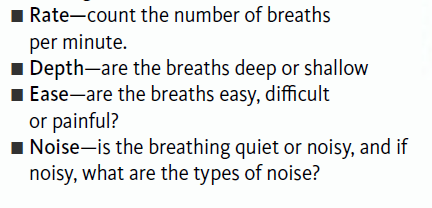 ■ Rate—count the number of breaths
per minute.
■ Depth—are the breaths deep or shallow
■ Ease—are the breaths easy, difficult
or painful?
■ Noise—is the breathing quiet or noisy, and if
noisy, what are the types of noise?